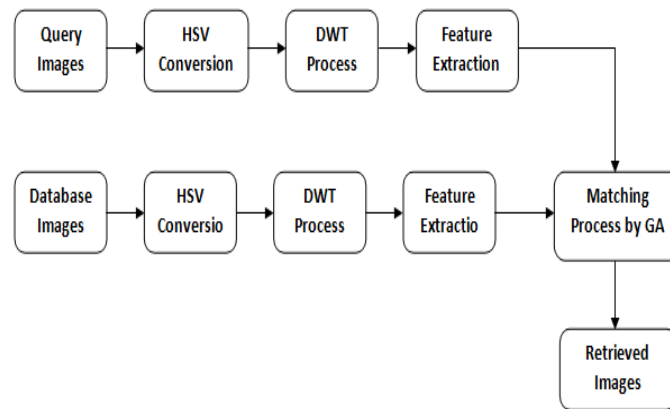 Query
Images
HSV
Conversion
DWT
Process
Feature
Extraction
Database
Images
HSV
Conversio
DWT
Process
Feature
Extractio
Matching
Process by GA
Retrieved
Images